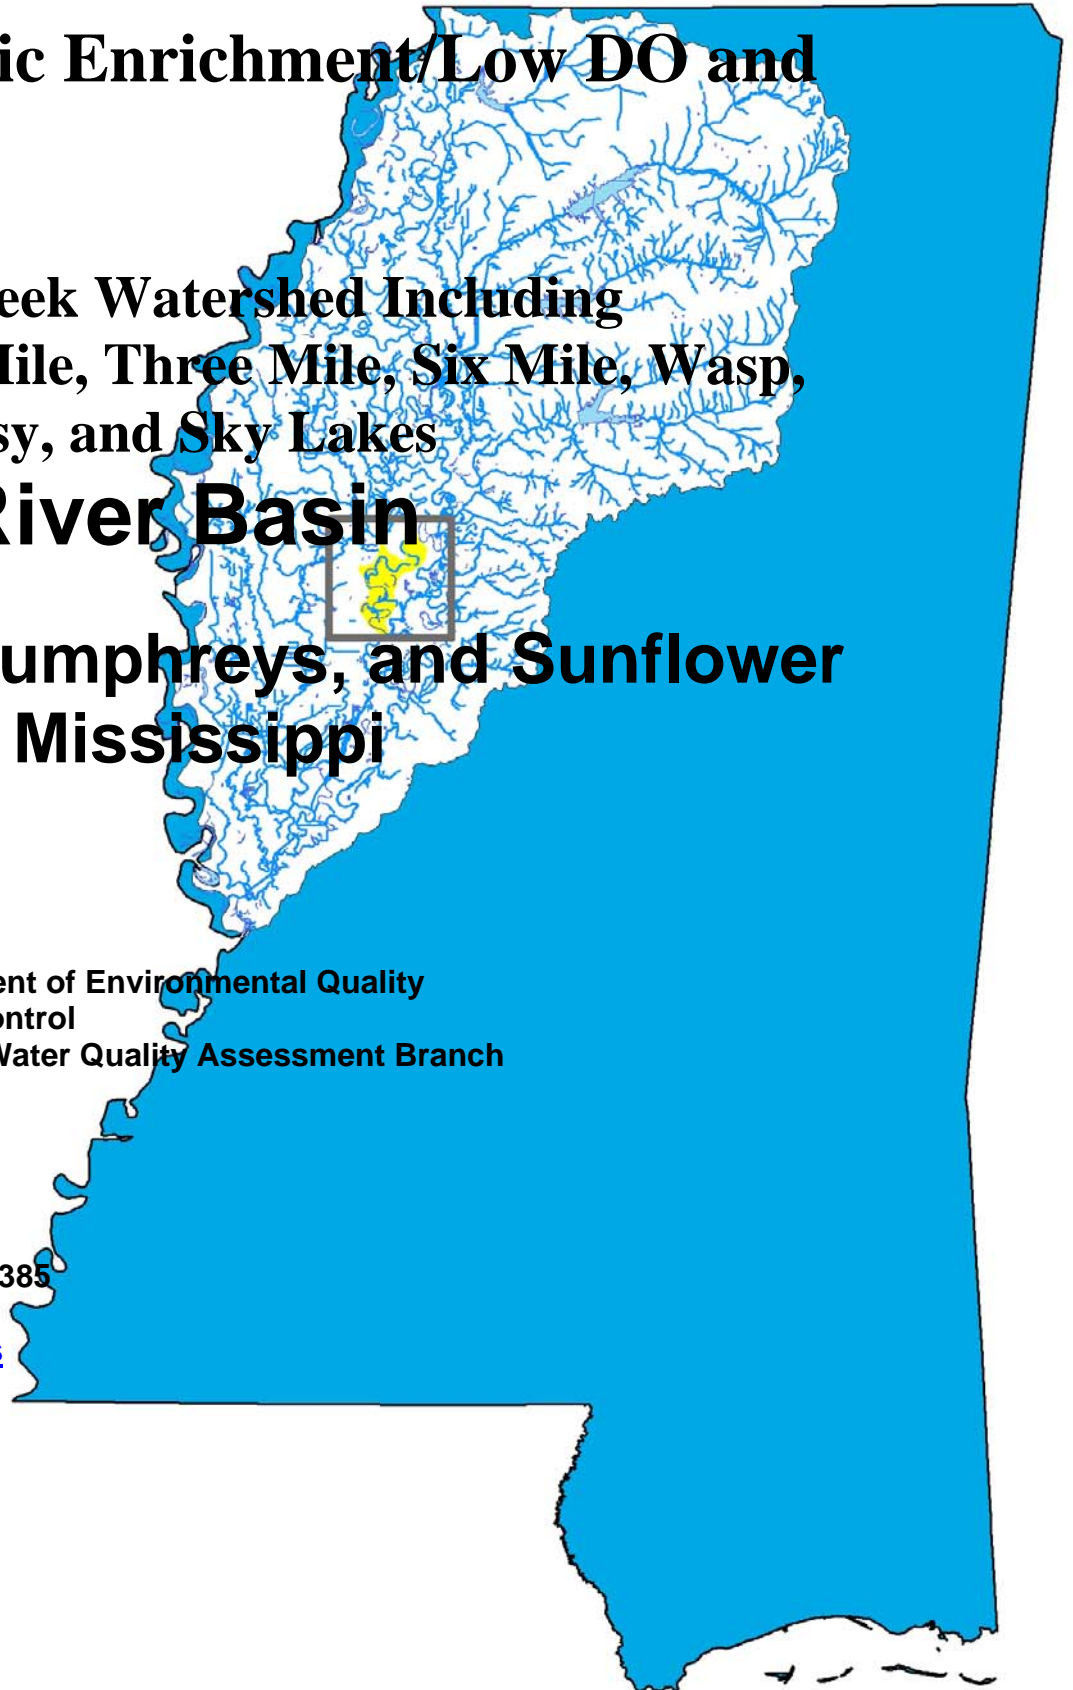 ic Enrichment/Low DO and
eek Watershed Including
Mile, Three Mile, Six Mile, Wasp,
sy, and Sky Lakes
River Basin
umphreys, and Sunflower
Mississippi
ent of Environmental Quality
ontrol
Water Quality Assessment Branch
385
s